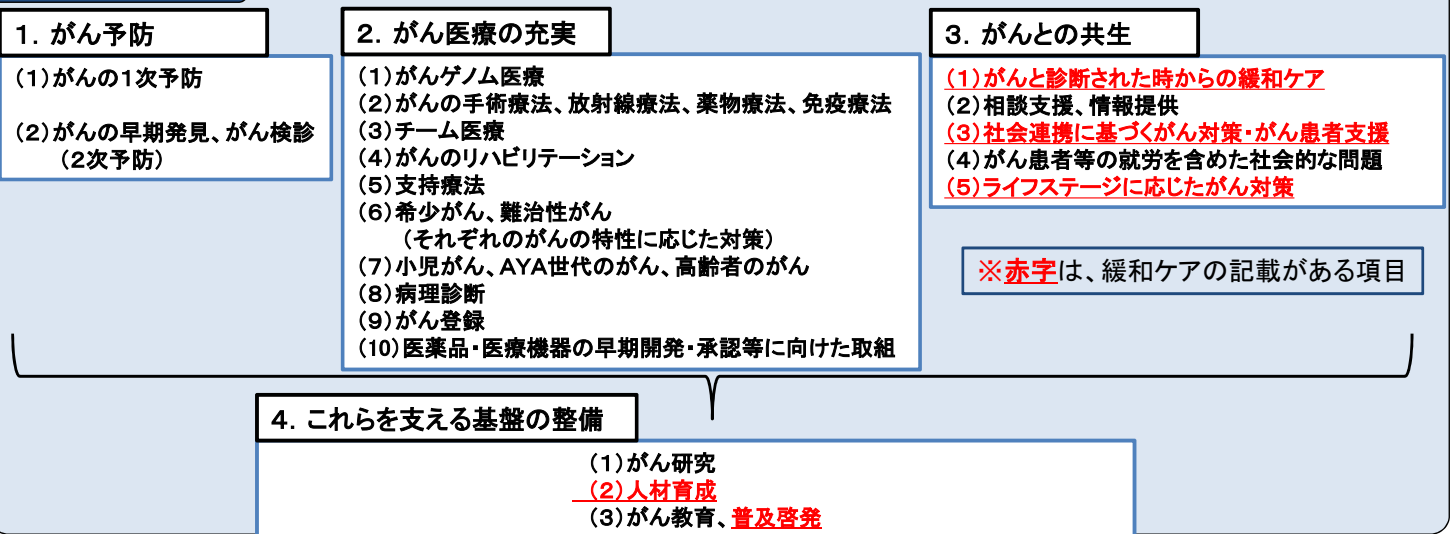 1．がん予防
（1）がんの1次予防
（2）がんの早期発見、がん検診
（2次予防）
2．がん医療の充実
（1）がんゲノム医療
（2）がんの手術療法、放射線療法、薬物療法、免疫療法
（3）チーム医療
（4）がんのリハビリテーション
（5）支持療法
（6）希少がん、難治性がん
（それぞれのがんの特性に応じた対策）
（7）小児がん、AYA世代のがん、高齢者のがん
（8）病理診断
（9）がん登録
（10）医薬品・医療機器の早期開発・承認等に向けた取組
3．がんとの共生
（1）がんと診断された時からの緩和ケア
（2）相談支援、情報提供
（3）社会連携に基づくがん対策・がん患者支援
（4）がん患者等の就労を含めた社会的な問題
（5）ライフステージに応じたがん対策
※赤字は、緩和ケアの記載がある項目
4．これらを支える基盤の整備
（1）がん研究
（2）人材育成
（3）がん教育、普及啓発